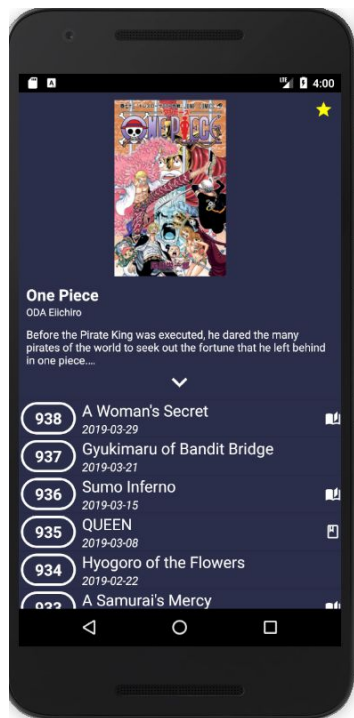 LTE 4:00
A
ONE PIECE
One Piece
ODA Eiichiro
Before the Pirate King was executed, he dared the many
pirates of the world to seek out the fortune that he left behind
in one piece....
938 A Woman's Secret
2019-03-29
937 Gyukimaru of Bandit Bridge
2019-03-21
936 Sumo Inferno
2019-03-15
935 QUEEN
2019-03-08
934 Hyogoro of the Flowers
2019-02-22
933 A Samurai's Mercy